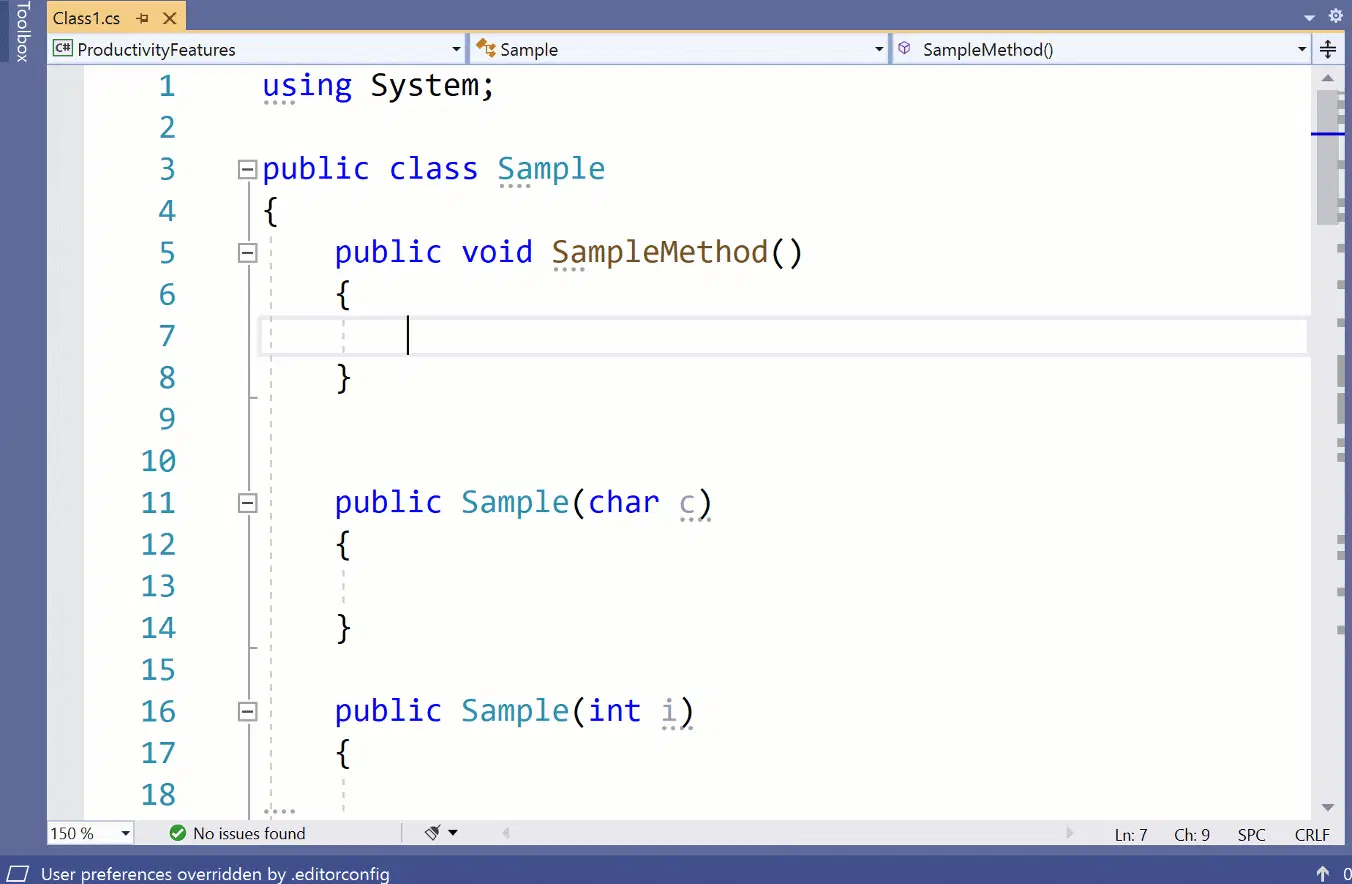 Toolbox
Class1.cs
C# ProductivityFeatures Sample SampleMethod()
1 using System;
2
3 public class Sample
4 {
5 public void SampleMethod()
6 {
7
8 }
9
10
11 public Sample(char c)
12 {
13
14 }
15
16 public Sample(int i)
17 {
18
150 % No issues found Ln: 7 Ch: 9 SPC CRLF
User preferences overridden by .editorconfig 0